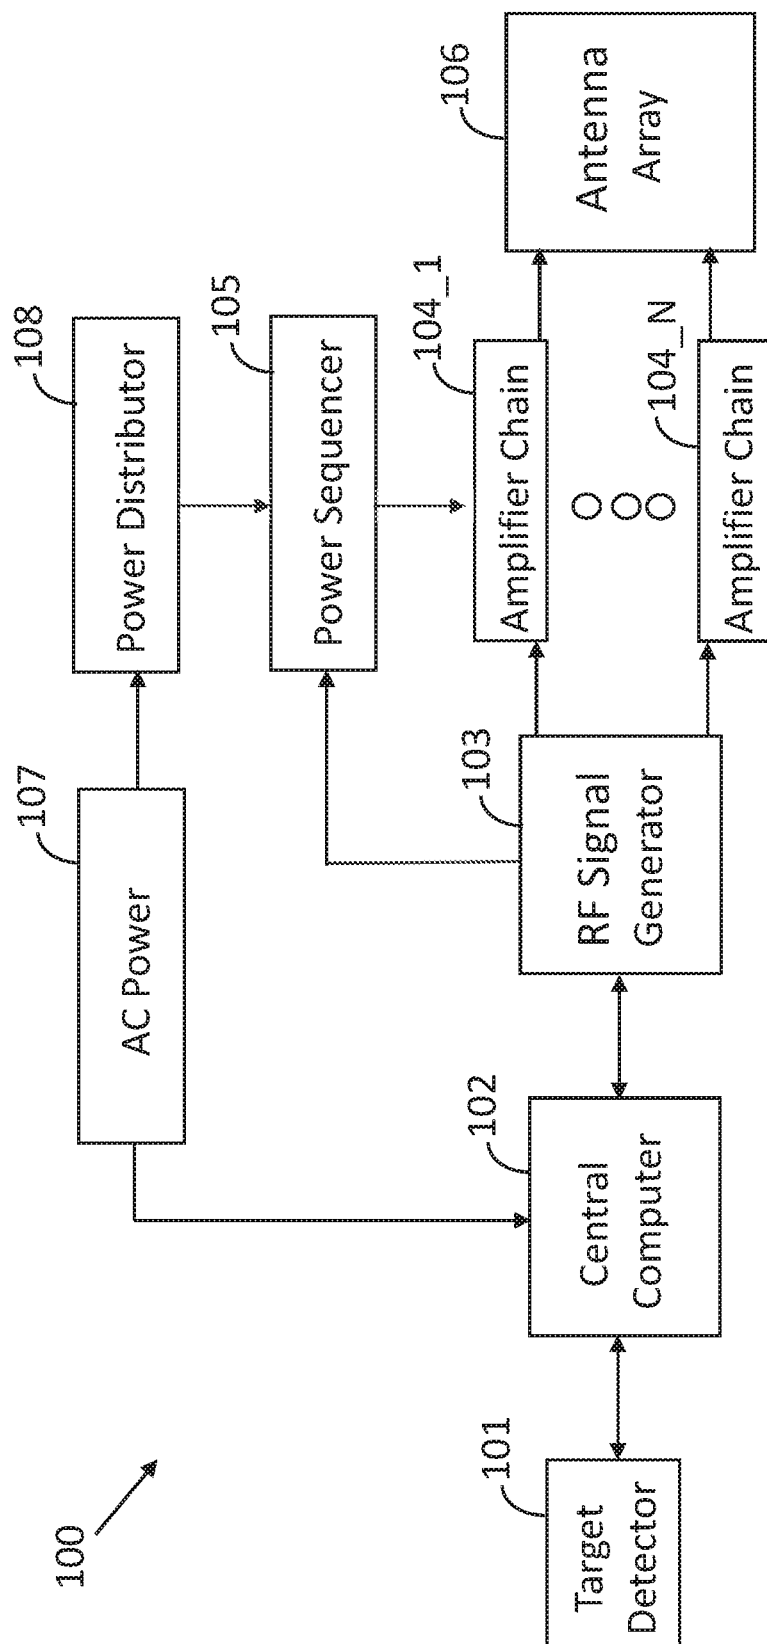 100
107
AC Power
108
Power Distributor
105
Power Sequencer
101
Target
Detector
102
Central
Computer
103
RF Signal
Generator
104_1
Amplifier Chain
104_N
Amplifier Chain
106
Antenna
Array